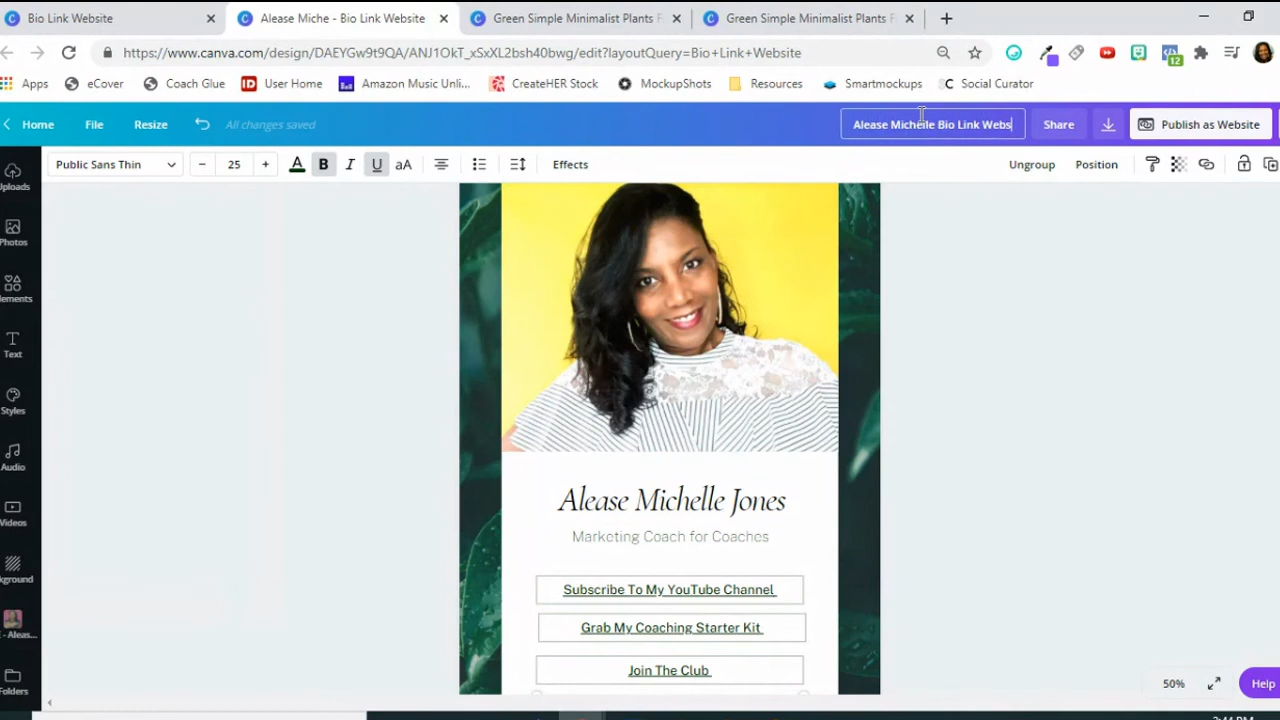 Bio Link Website
Alease Miche - Bio Link Website
Green Simple Minimalist Plants F
Green Simple Minimalist Plants F
https://www.canva.com/design/DAEYGw9t9QA/ANJ1OkT_xSxXL2bsh40bwg/edit?layoutQuery=Bio+Link+Website
12
Apps
eCover
Coach Glue
User Home
Amazon Music Unli...
CreateHER Stock
MockupShots
Resources
Smartmockups
Social Curator
Home
File
Resize
All changes saved
Alease Michelle Bio Link Webs
Share
Publish as Website
Public Sans Thin
25
A
B
I
U
aA
Effects
Ungroup
Position
Uploads
Photos
lements
Text
Styles
Audio
Videos
kground
- Aleas...
Folders
Alease Michelle Jones
Marketing Coach for Coaches
Subscribe To My YouTube Channel
Grab My Coaching Starter Kit
Join The Club
50%
Help